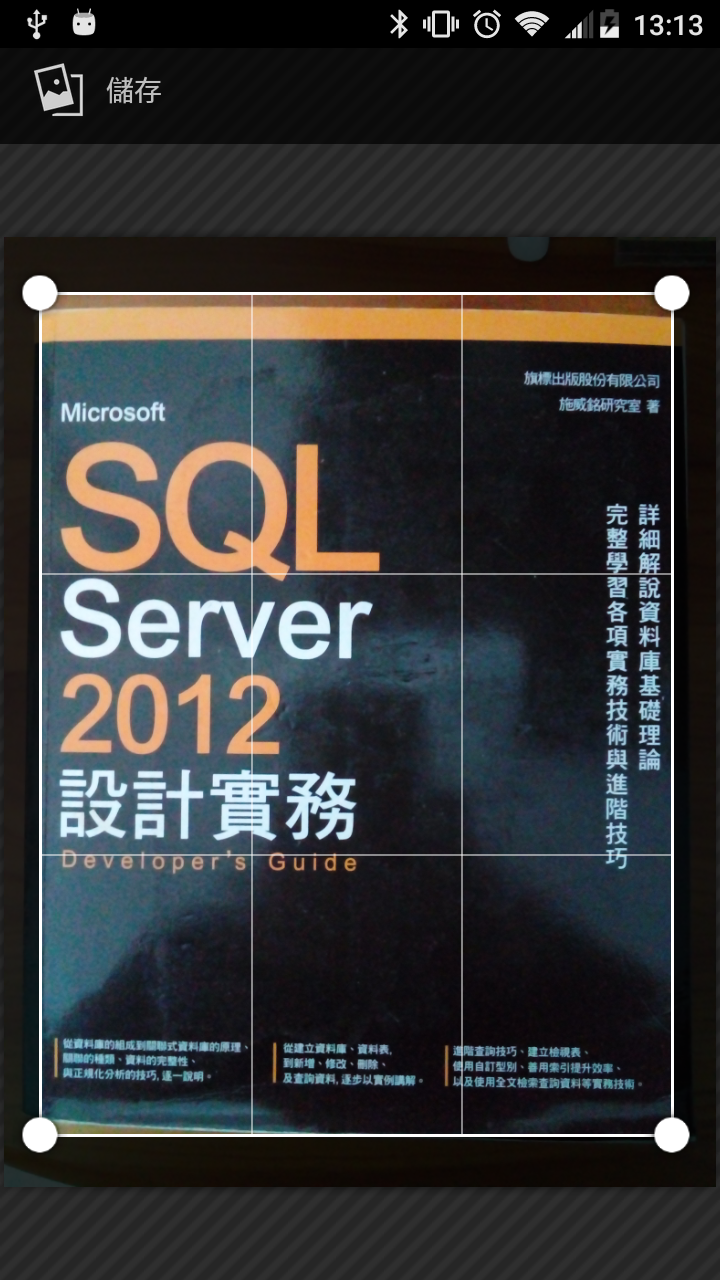 13:13
儲存
旗標出版股份有限公司
施威銘研究室 著
Microsoft
SQL
Server
2012
設計實務
Developer's Guide
詳細解說資料庫基礎理論
完整學習各項實務技術與進階技巧
從資料庫的組成到關聯式資料庫的原理、
關聯的種類、資料的完整性、
與正規化分析的技巧, 逐一說明。
從建立資料庫、資料表,
到新增、修改、刪除、
及查詢資料, 逐步以實例講解。
進階查詢技巧、建立檢視表、
使用自訂型別、善用索引提升效率、
以及使用全文檢索查詢資料等實務技術。